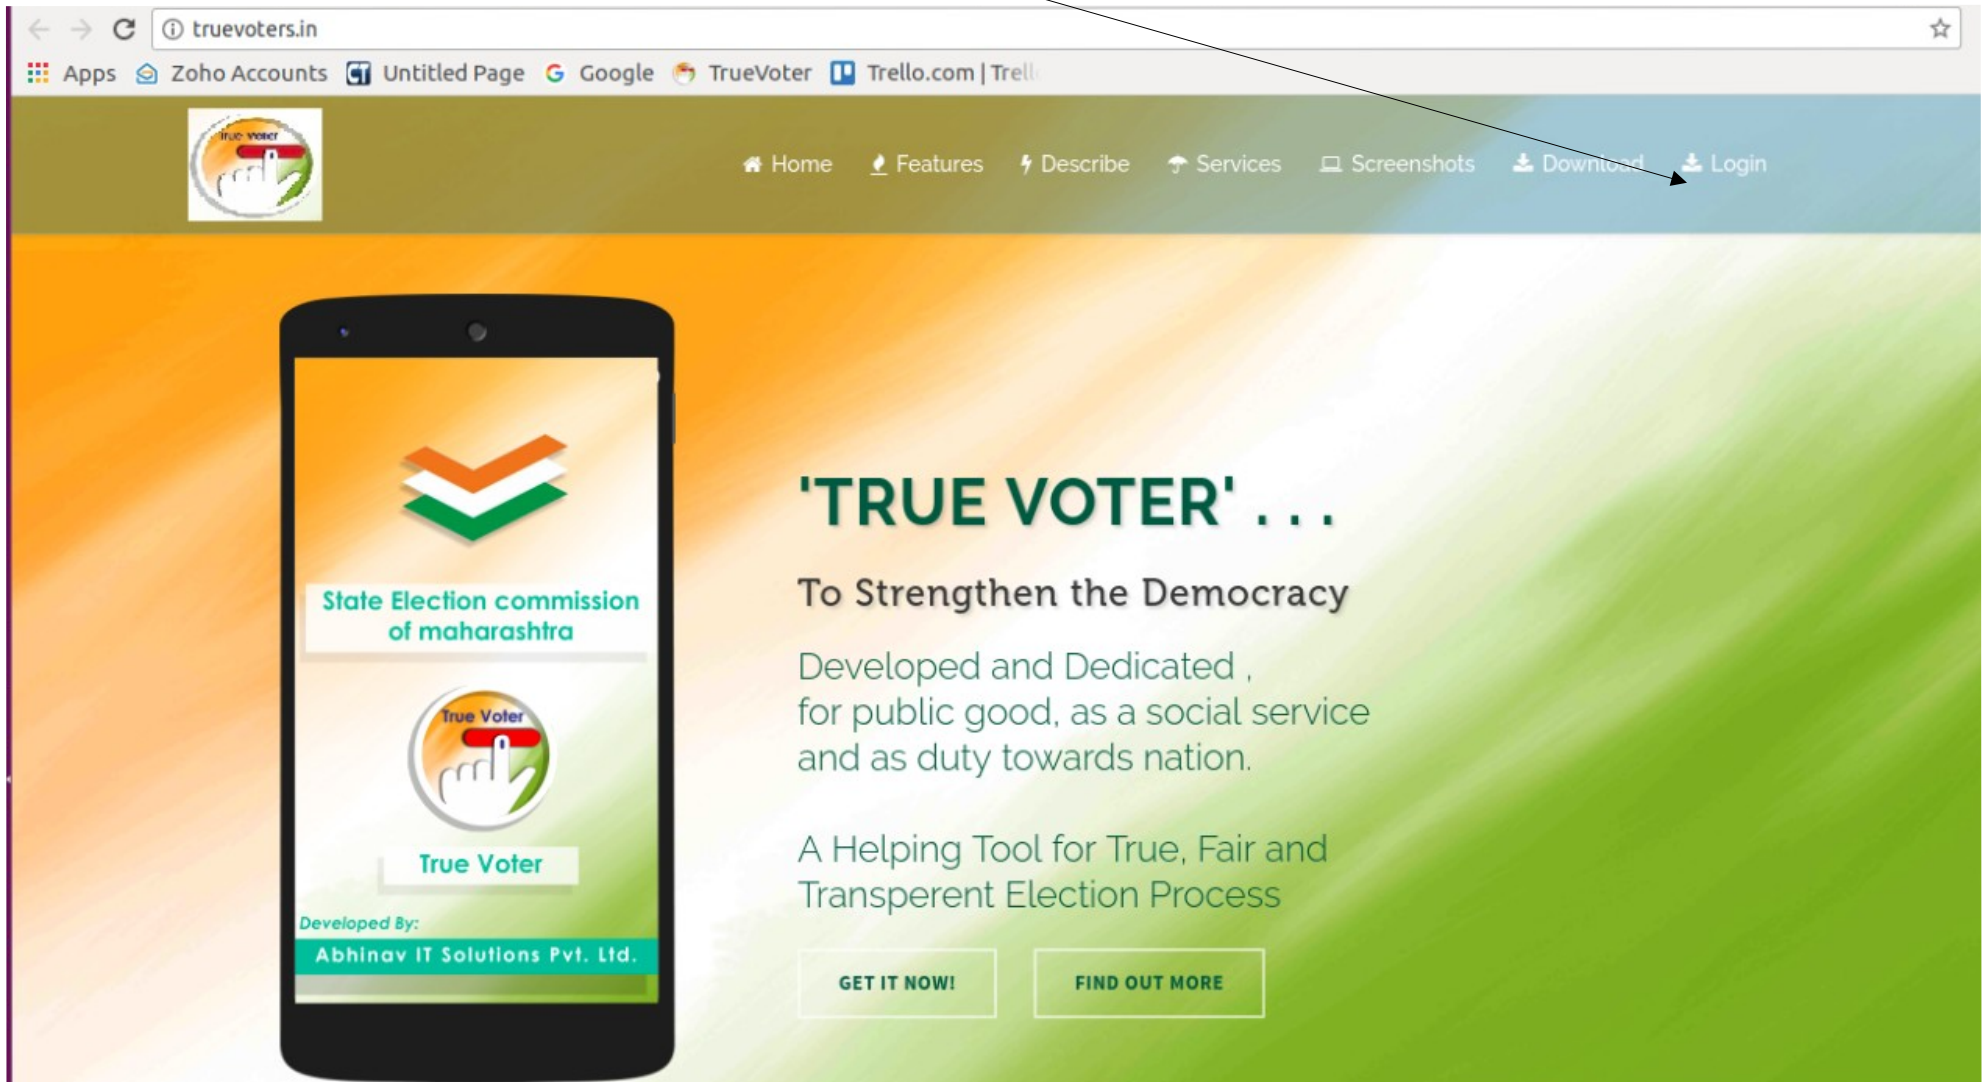 truevoters.in
Apps Zoho Accounts Untitled Page Google TrueVoter Trello.com | Trell
True Voter
Home Features Describe Services Screenshots Download Login
State Election commission
of maharashtra
True Voter
True Voter
Developed By:
Abhinav IT Solutions Pvt. Ltd.
'TRUE VOTER' . . .
To Strengthen the Democracy
Developed and Dedicated ,
for public good, as a social service
and as duty towards nation.
A Helping Tool for True, Fair and
Transperent Election Process
GET IT NOW! FIND OUT MORE